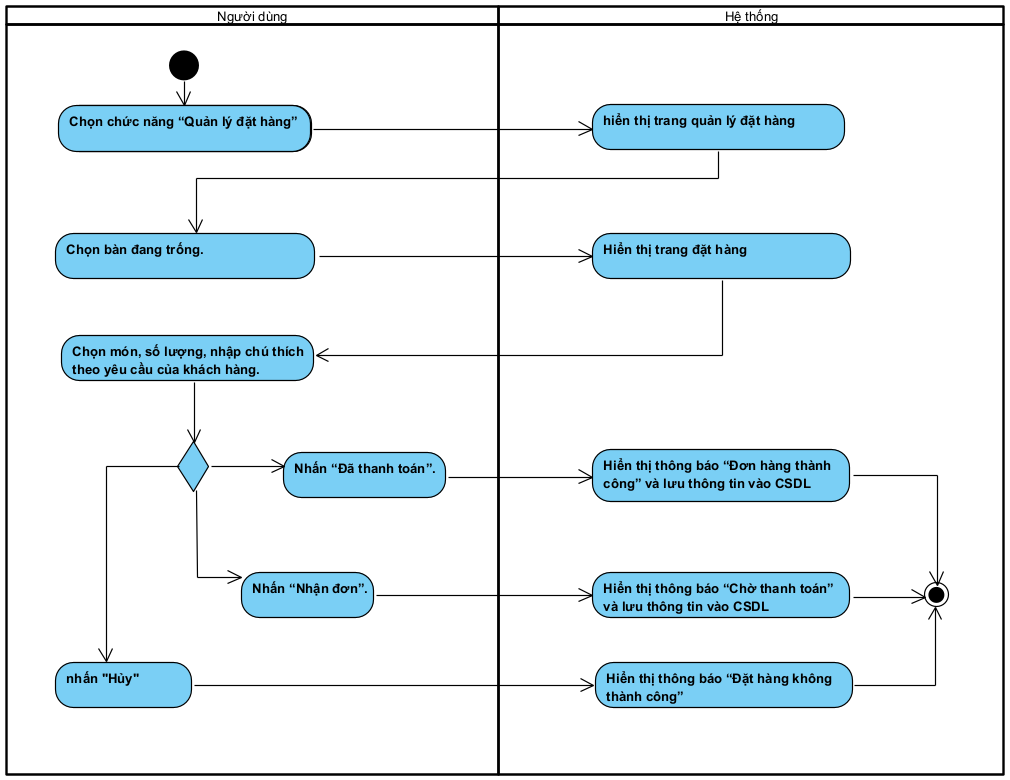 Người dùng
Hệ thống
Chọn chức năng “Quản lý đặt hàng”
hiển thị trang quản lý đặt hàng
Chọn bàn đang trống.
Hiển thị trang đặt hàng
Chọn món, số lượng, nhập chú thích
theo yêu cầu của khách hàng.
Nhấn “Đã thanh toán”.
Hiển thị thông báo “Đơn hàng thành
công” và lưu thông tin vào CSDL
Nhấn “Nhận đơn”.
Hiển thị thông báo “Chờ thanh toán”
và lưu thông tin vào CSDL
nhấn "Hủy"
Hiển thị thông báo “Đặt hàng không
thành công”